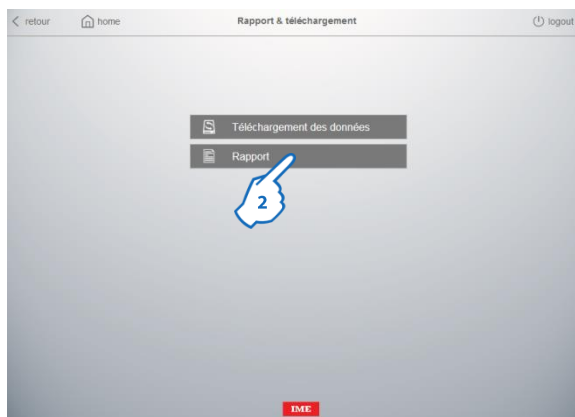 retour home Rapport & téléchargement logout
Téléchargement des données
Rapport
2
IME